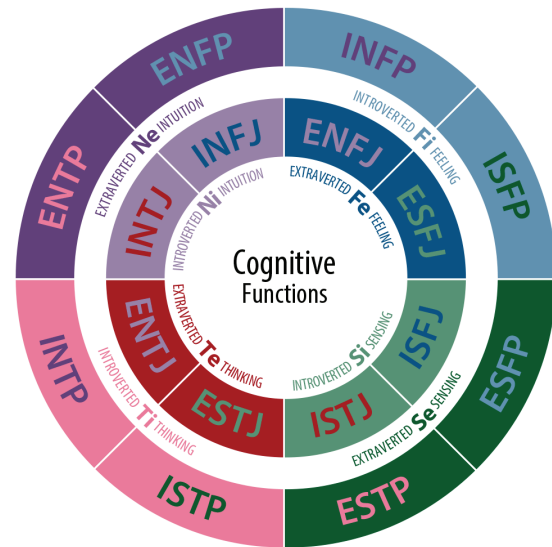 ENFP
INFP
ENTP
ISFP
EXTRAVERTED Ne INTUITION
INTROVERTED Fi FEELING
INFJ
ENFJ
INTJ
ESFJ
INTROVERTED Ni INTUITION
EXTRAVERTED Fe FEELING
Cognitive
Functions
EXTRAVERTED Te THINKING
INTROVERTED Si SENSING
ENTJ
ISFJ
ESTJ
ISTJ
INTROVERTED Ti THINKING
EXTRAVERTED Se SENSING
INTP
ESFP
ISTP
ESTP